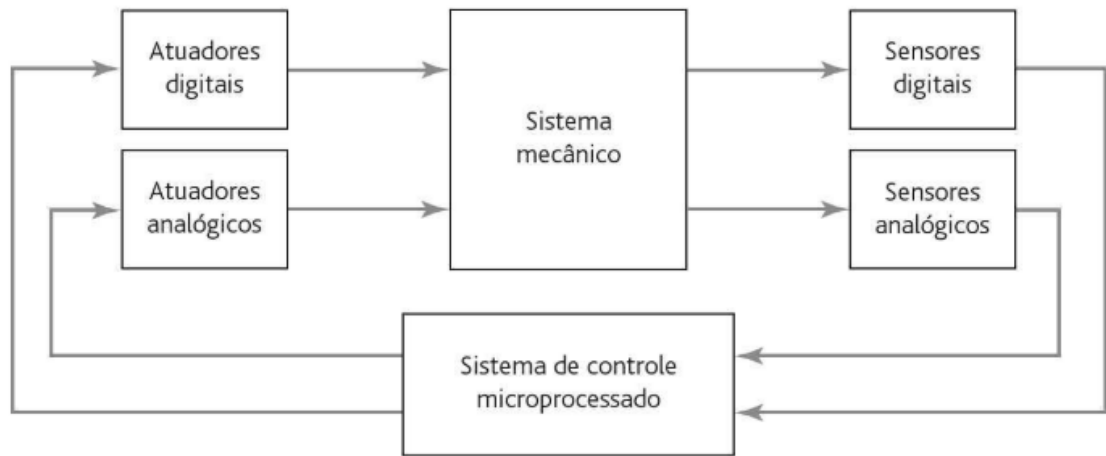 Atuadores
digitais
Sistema
mecânico
Sensores
digitais
Atuadores
analógicos
Sensores
analógicos
Sistema de controle
microprocessado